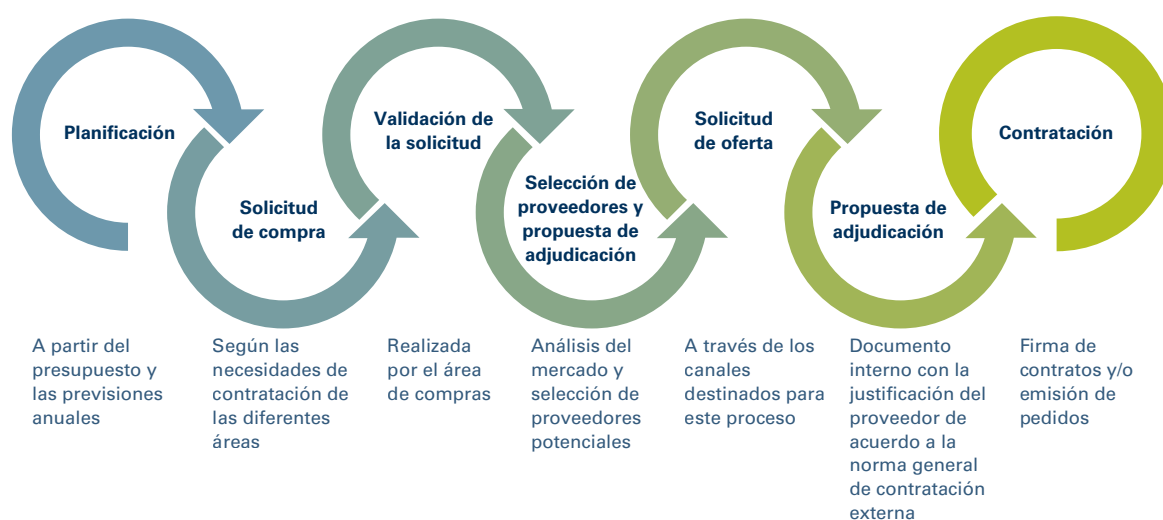 Planificación
Solicitud
de compra
Validación de
la solicitud
Selección de
proveedores y
propuesta de
adjudicación
Solicitud
de oferta
Propuesta de
adjudicación
Contratación
A partir del
presupuesto y
las previsiones
anuales
Según las
necesidades de
contratación de
las diferentes
áreas
Realizada
por el área
de compras
Análisis del
mercado y
selección de
proveedores
potenciales
A través de los
canales
destinados para
este proceso
Documento
interno con la
justificación del
proveedor de
acuerdo a la
norma general
de contratación
externa
Firma de
contratos y/o
emisión de
pedidos